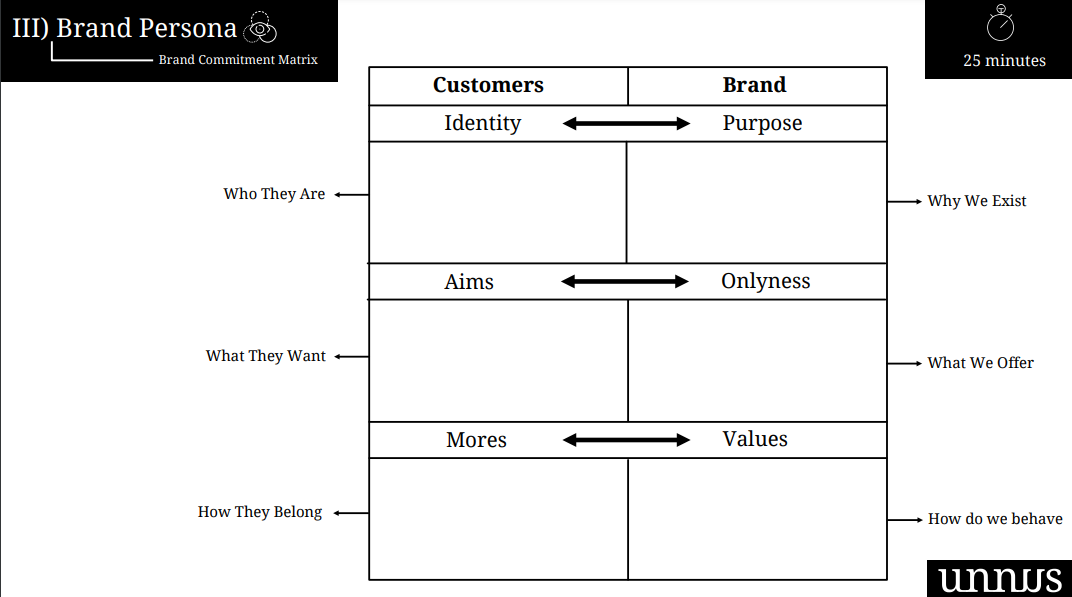 III) Brand Persona
Brand Commitment Matrix
25 minutes
Customers Brand
Identity Purpose
Who They Are Why We Exist
Aims Onlyness
What They Want What We Offer
Mores Values
How They Belong How do we behave
unnus